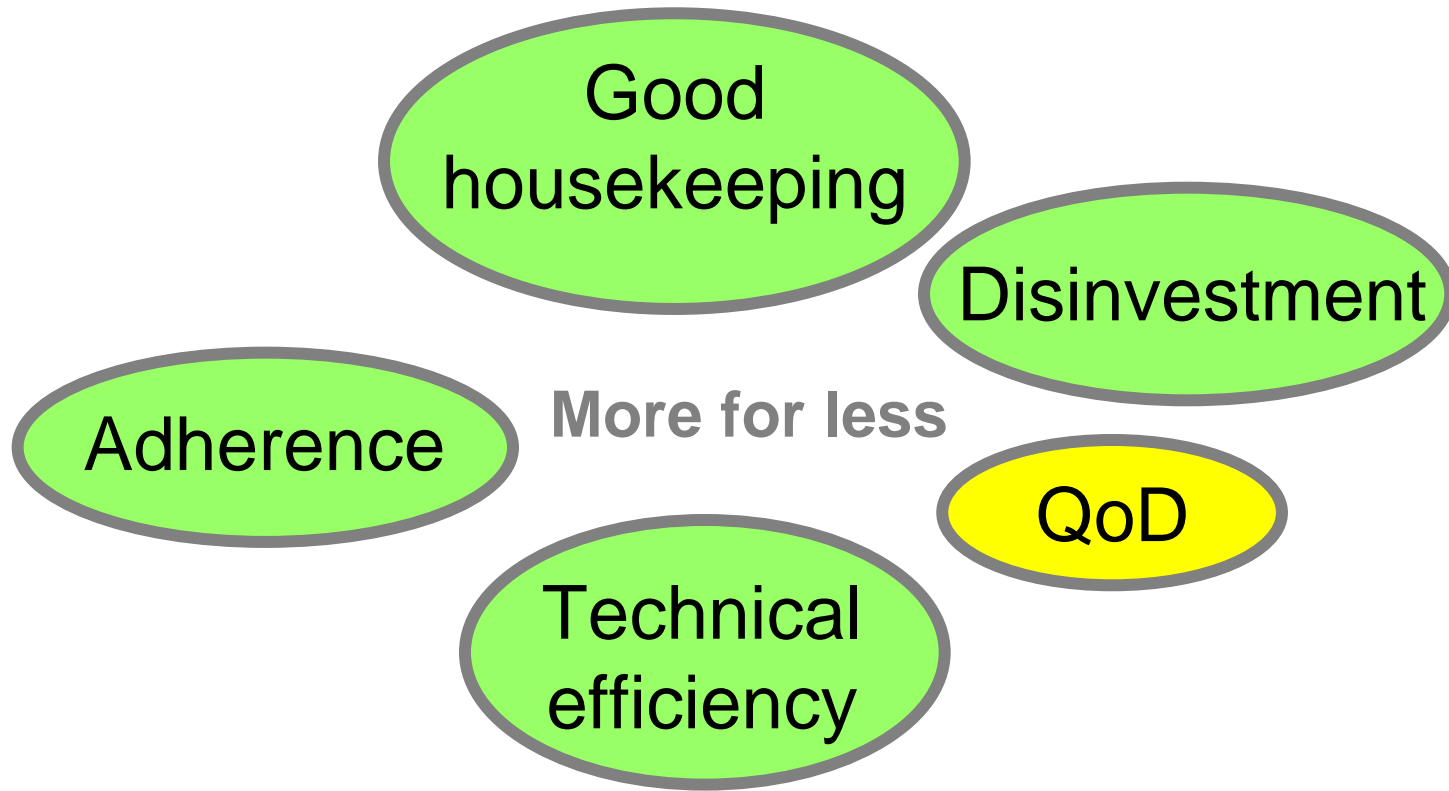 Good
housekeeping
Disinvestment
More for less
Adherence
QoD
Technical
efficiency